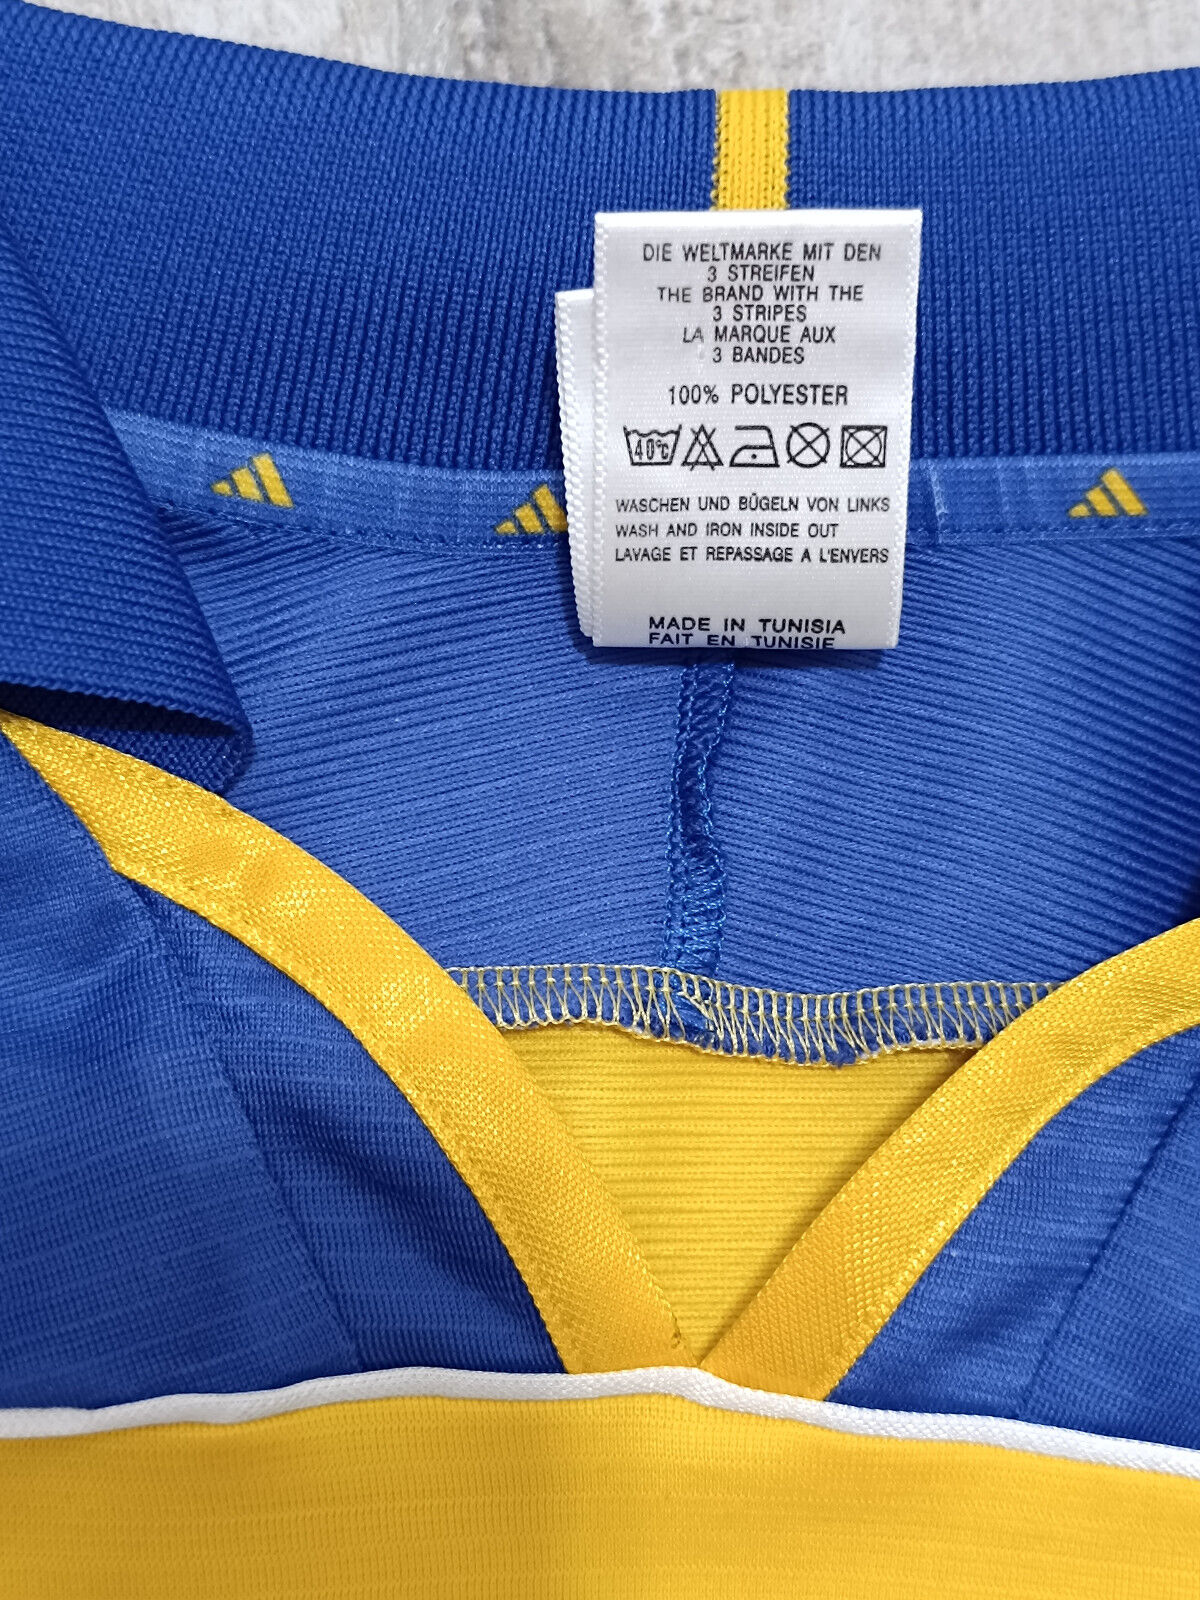 DIE WELTMARKE MIT DEN
3 STREIFEN
THE BRAND WITH THE
3 STRIPES
LA MARQUE AUX
3 BANDES
100% POLYESTER
40°C
WASCHEN UND BÜGELN VON LINKS
WASH AND IRON INSIDE OUT
LAVAGE ET REPASSAGE A L'ENVERS
MADE IN TUNISIA
FAIT EN TUNISIE